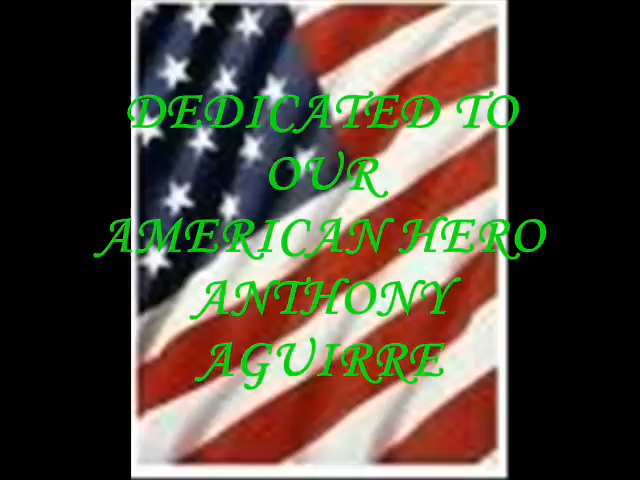 DEDICATED TO
OUR
AMERICAN HERO
ANTHONY
AGUIRRE